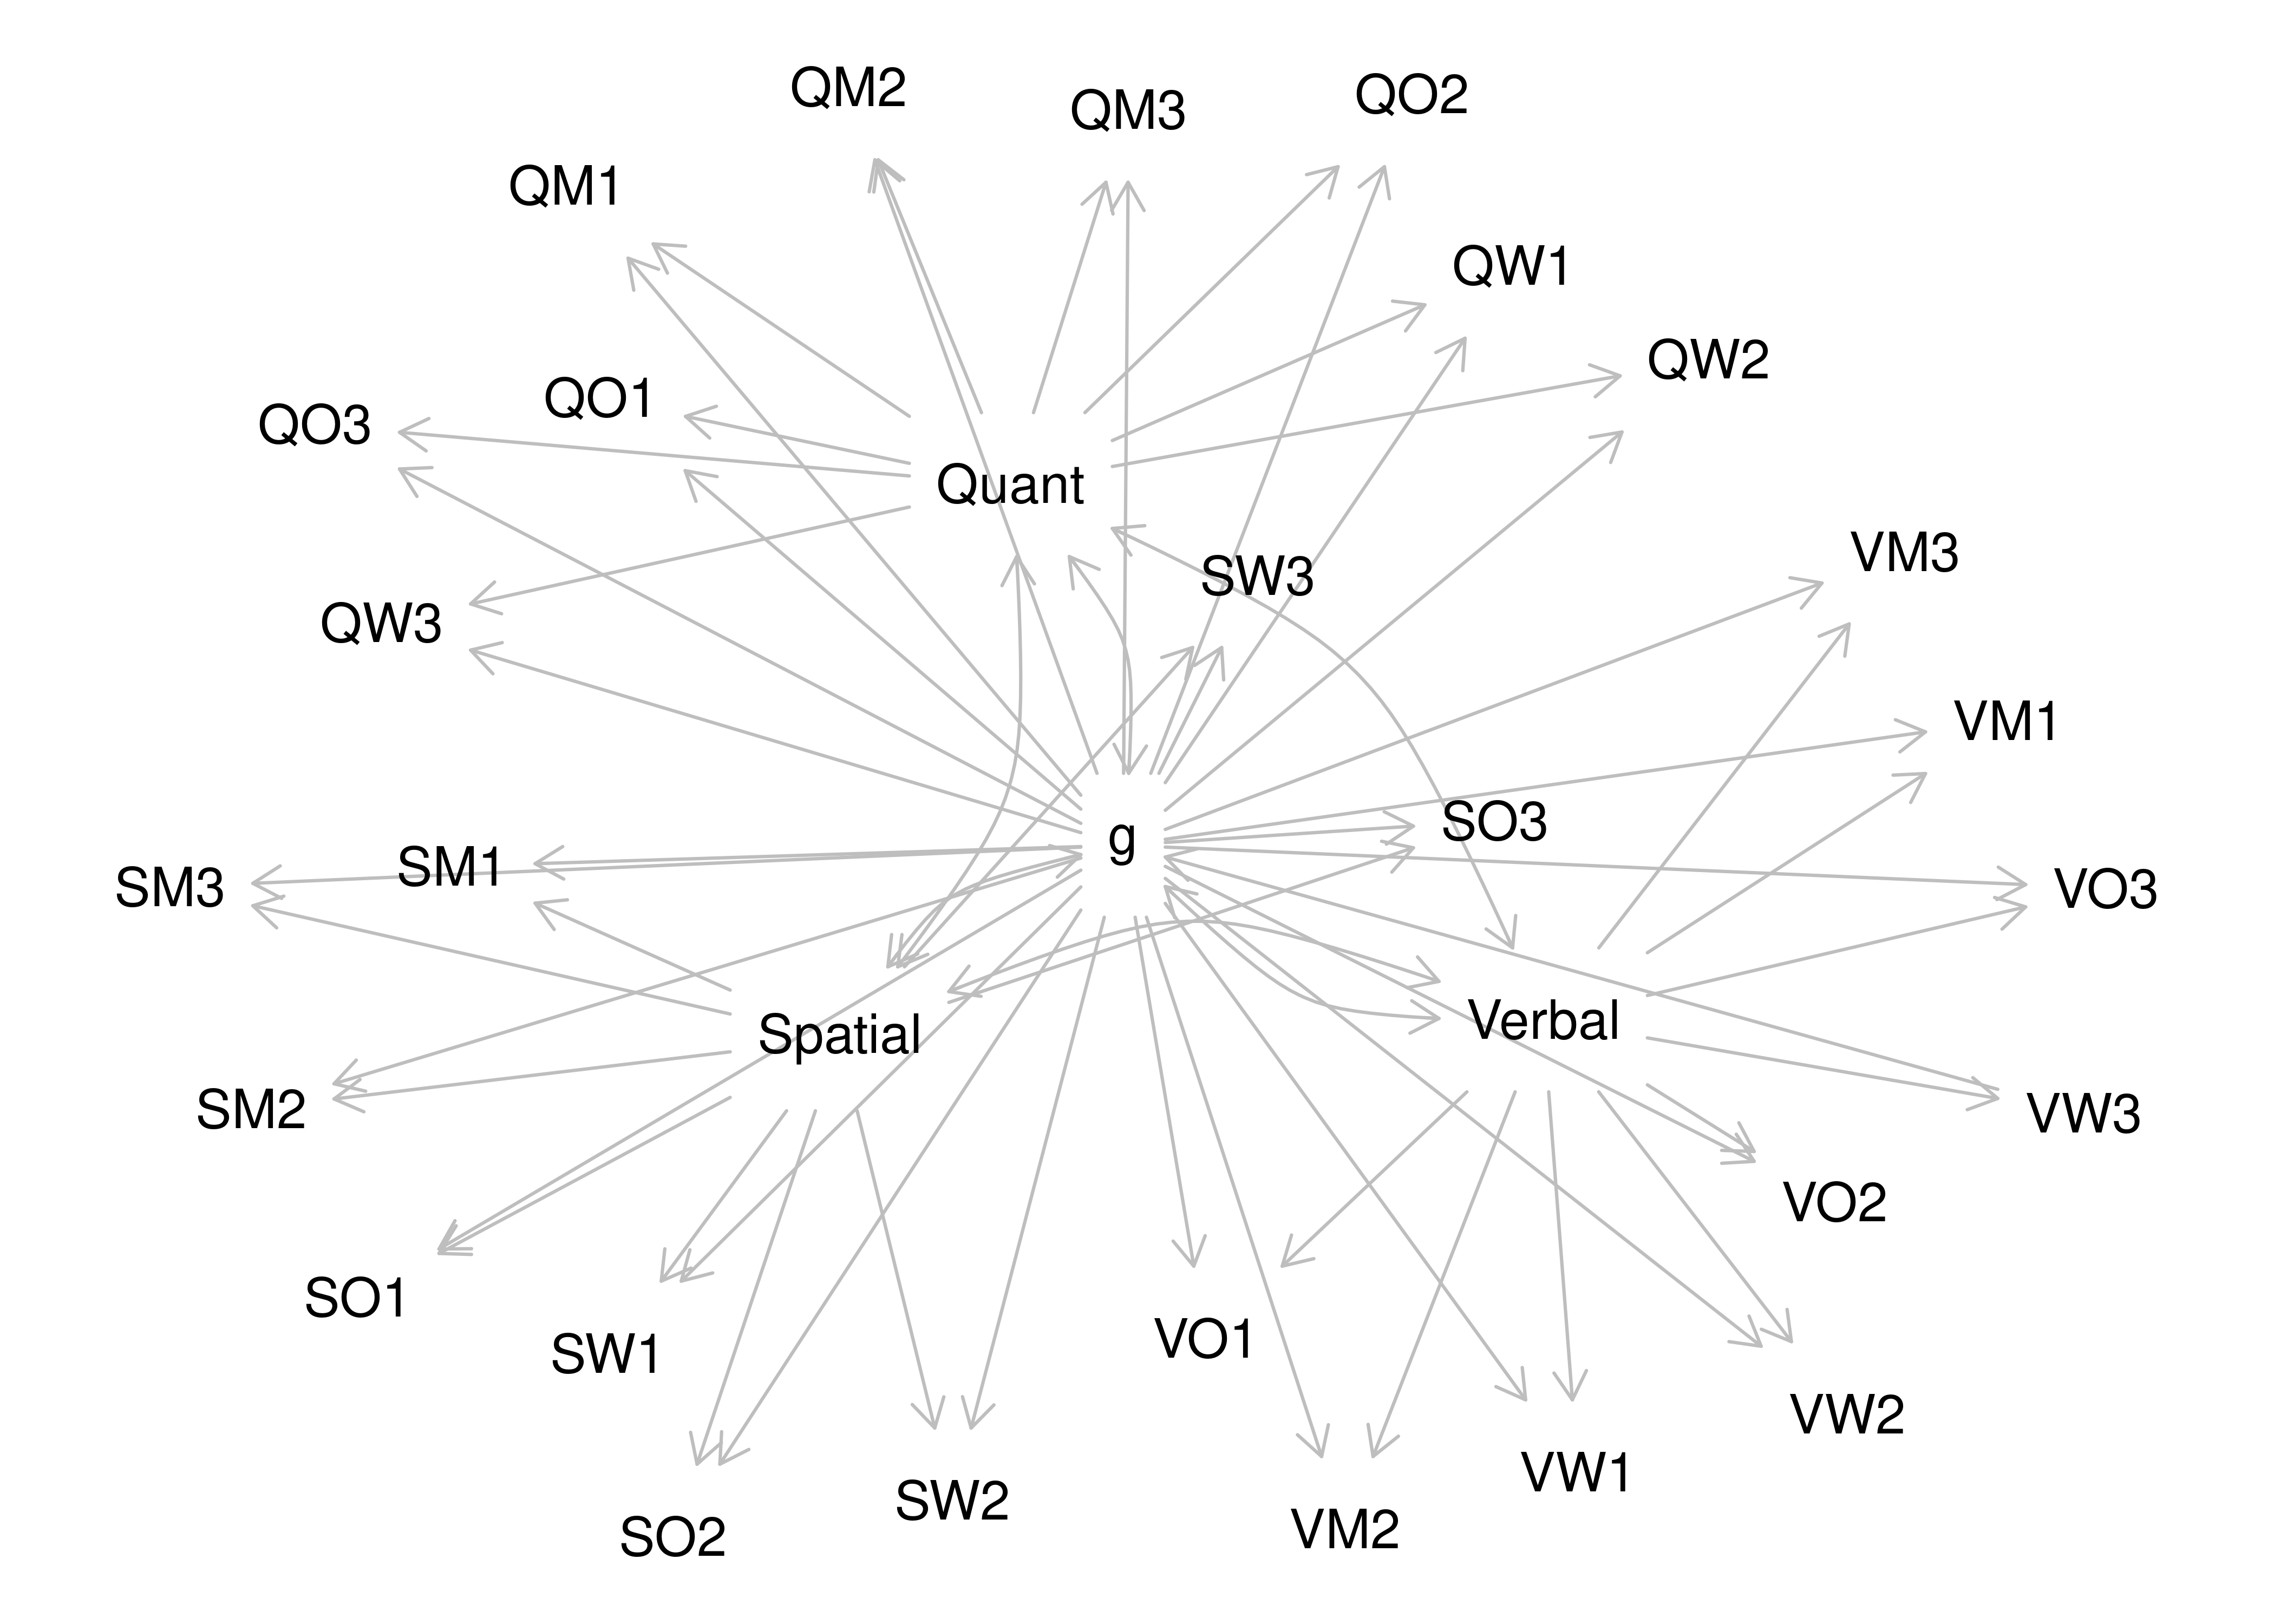 QM2
QM3
QO2
QM1
QW1
QW2
QO1
QO3
Quant
VM3
SW3
QW3
VM1
SO3
g
SM1
SM3
VO3
Verbal
Spatial
SM2
VW3
VO2
SO1
VO1
SW1
VW2
VW1
SW2
VM2
SO2